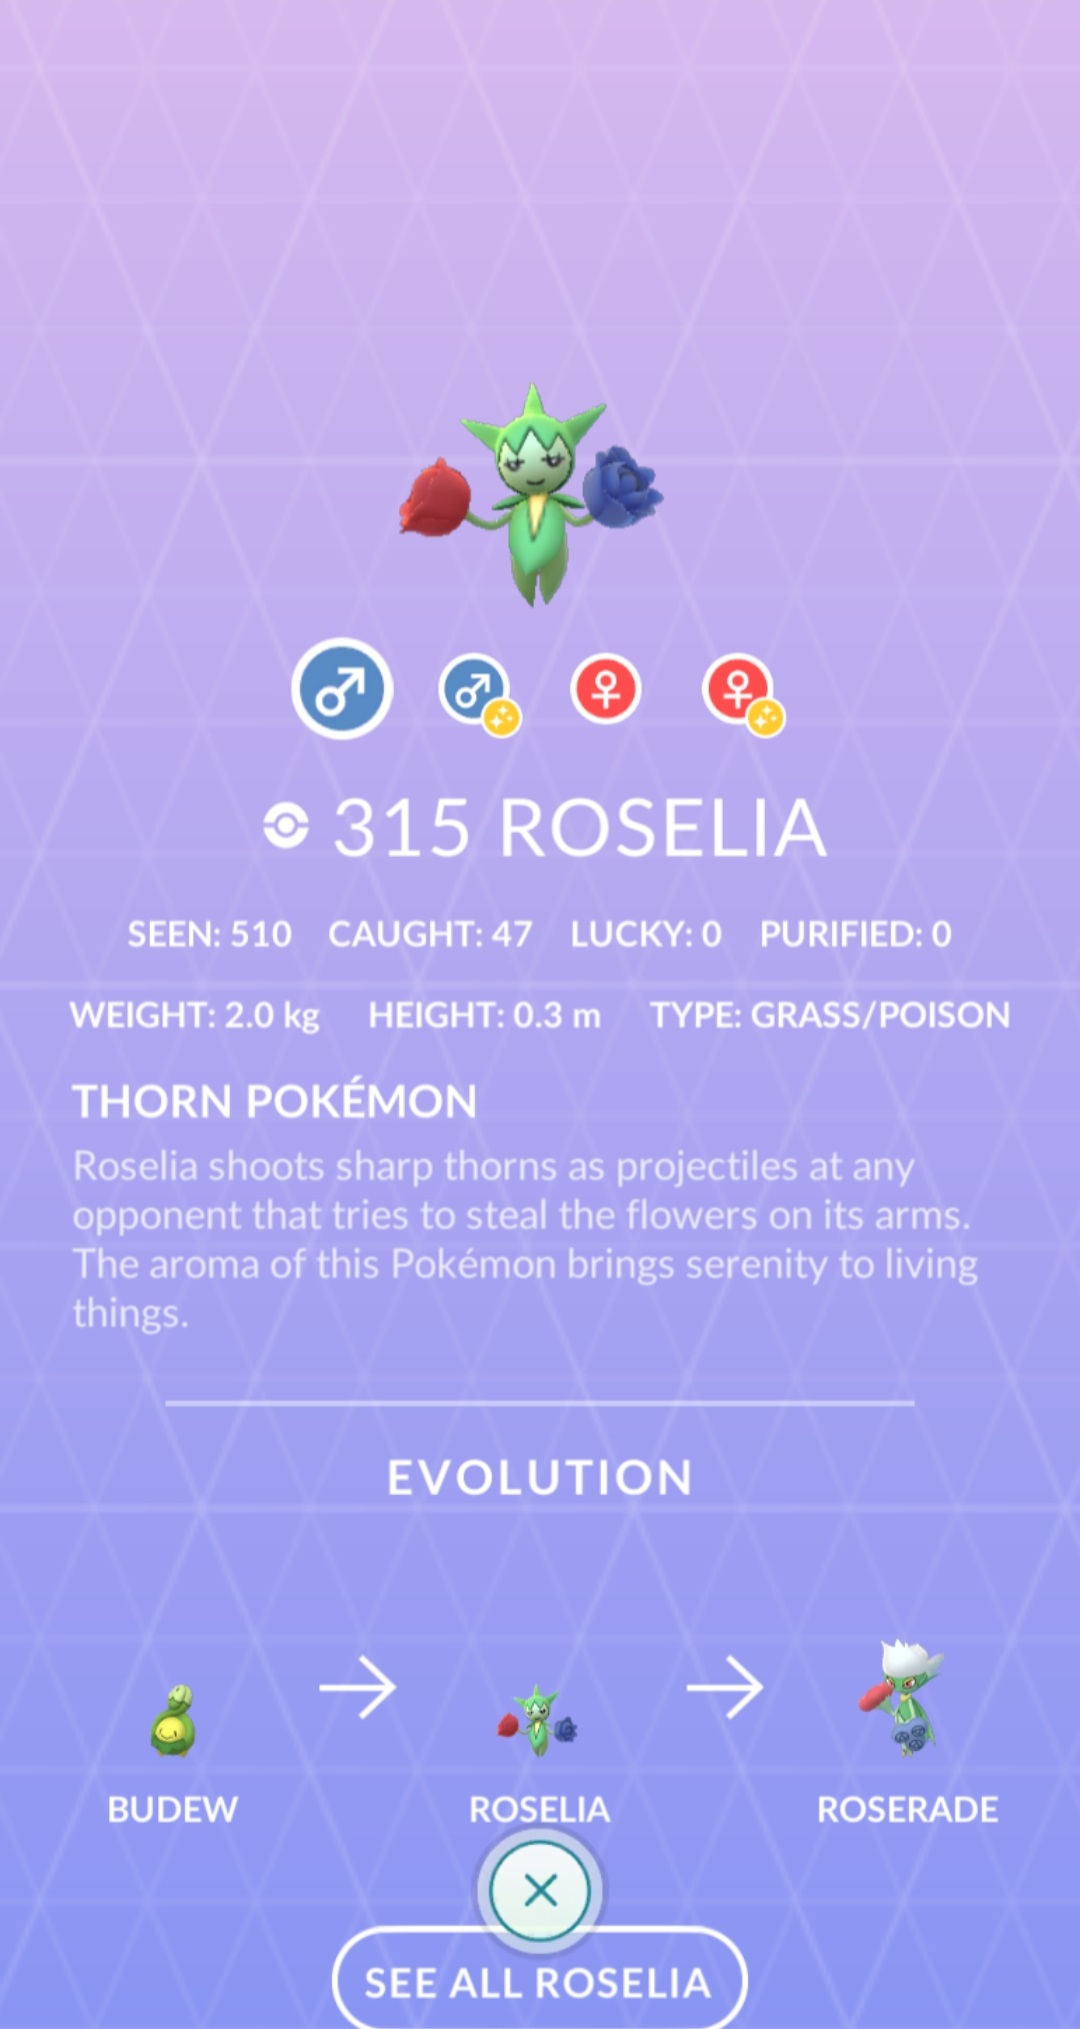 315 ROSELIA
SEEN: 510 CAUGHT: 47 LUCKY: 0 PURIFIED: 0
WEIGHT: 2.0 kg HEIGHT: 0.3 m TYPE: GRASS/POISON
THORN POKÉMON
Roselia shoots sharp thorns as projectiles at any
opponent that tries to steal the flowers on its arms.
The aroma of this Pokémon brings serenity to living
things.
EVOLUTION
BUDEW ROSELIA ROSERADE
SEE ALL ROSELIA